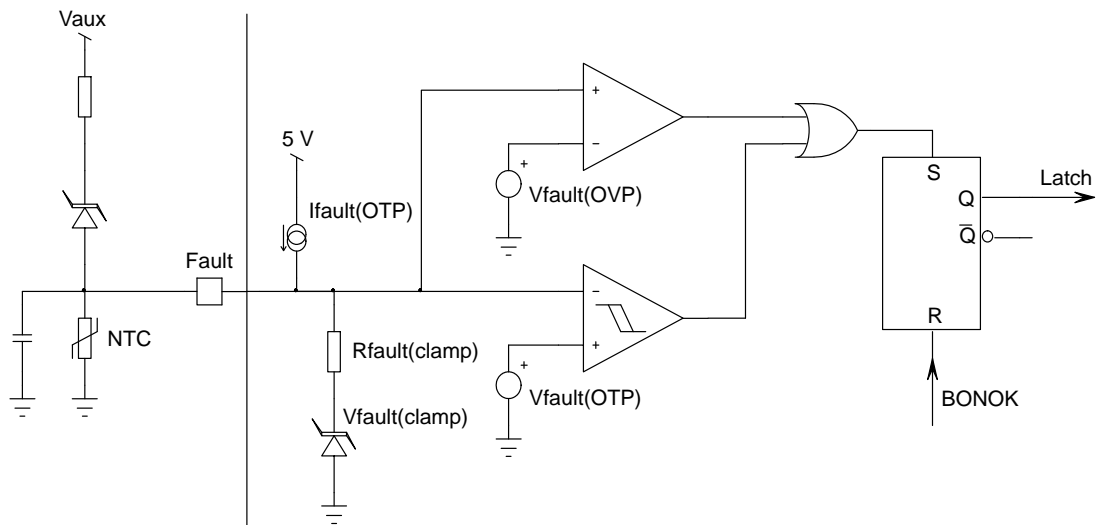 Vaux
5 V
Ifault(OTP)
Fault
NTC
Rfault(clamp)
Vfault(clamp)
+
−
+
Vfault(OVP)
−
+
+
Vfault(OTP)
S
Q
Q̅
R
Latch
BONOK